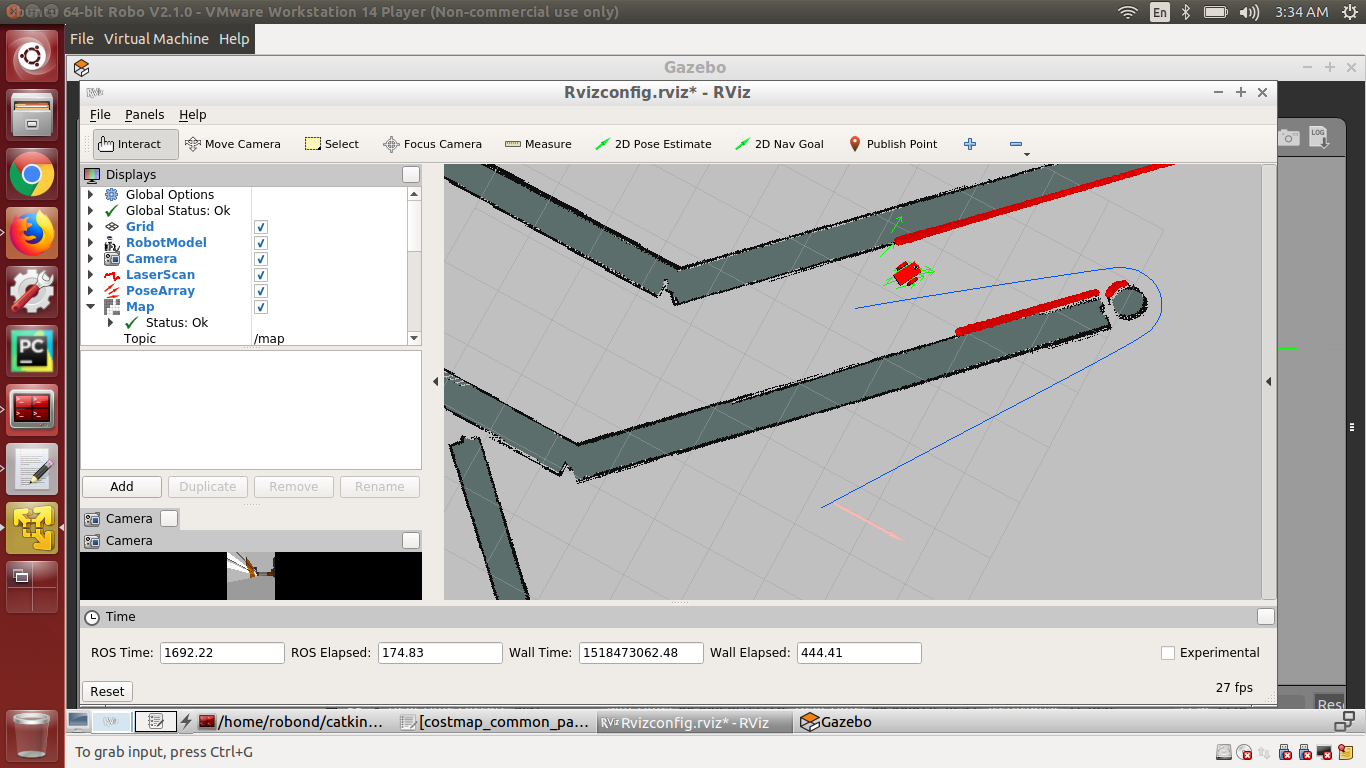 64-bit Robo V2.1.0 - VMware Workstation 14 Player (Non-commercial use only)
En
3:34 AM
File Virtual Machine Help
Gazebo
Rvizconfig.rviz* - RViz
File Panels Help
Interact Move Camera Select Focus Camera Measure 2D Pose Estimate 2D Nav Goal Publish Point
LOG
Displays
Global Options
Global Status: Ok
Grid
RobotModel
Camera
LaserScan
PoseArray
Map
Status: Ok
Topic /map
Add Duplicate Remove Rename
Camera
Camera
Time
ROS Time: 1692.22 ROS Elapsed: 174.83 Wall Time: 1518473062.48 Wall Elapsed: 444.41 Experimental
Reset
27 fps
/home/robond/catkin... [costmap_common_pa... RViz Rvizconfig.rviz* - RViz Gazebo
To grab input, press Ctrl+G